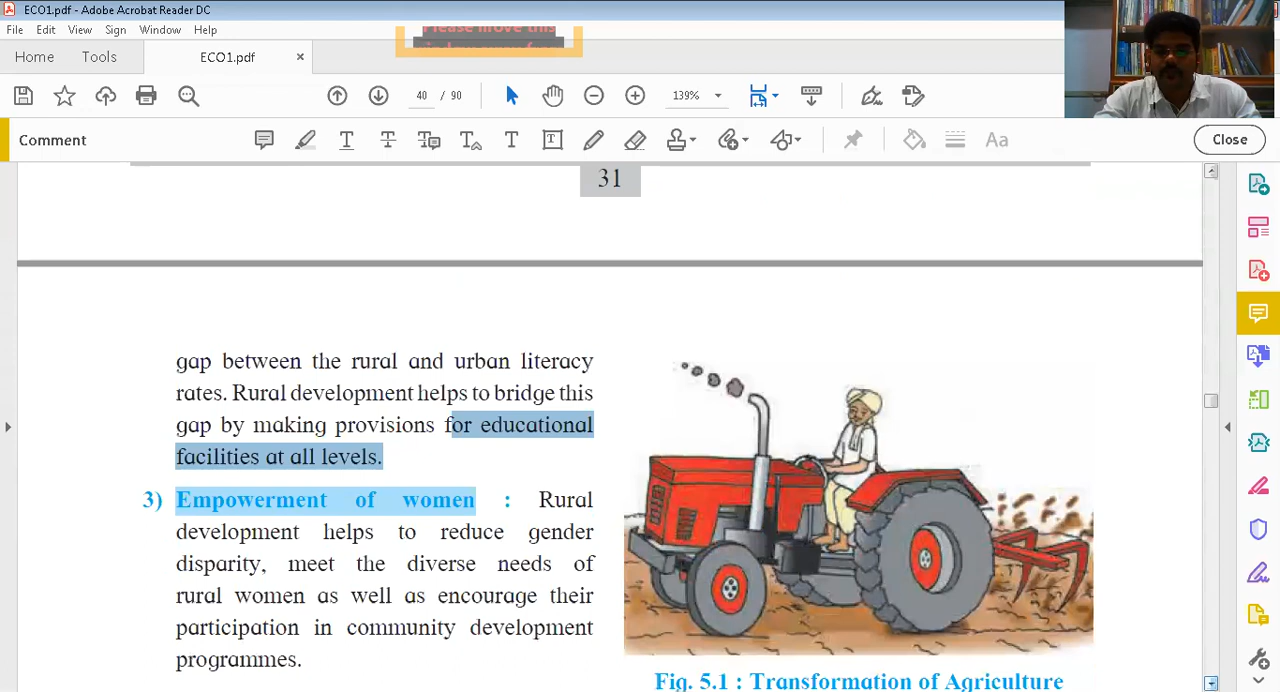 ECO1.pdf - Adobe Acrobat Reader DC
File Edit View Sign Window Help
Please move this
Home Tools ECO1.pdf ×
40 / 90 139%
Comment Close
31
gap between the rural and urban literacy
rates. Rural development helps to bridge this
gap by making provisions for educational
facilities at all levels.
3) Empowerment of women : Rural
development helps to reduce gender
disparity, meet the diverse needs of
rural women as well as encourage their
participation in community development
programmes.
Fig. 5.1 : Transformation of Agriculture